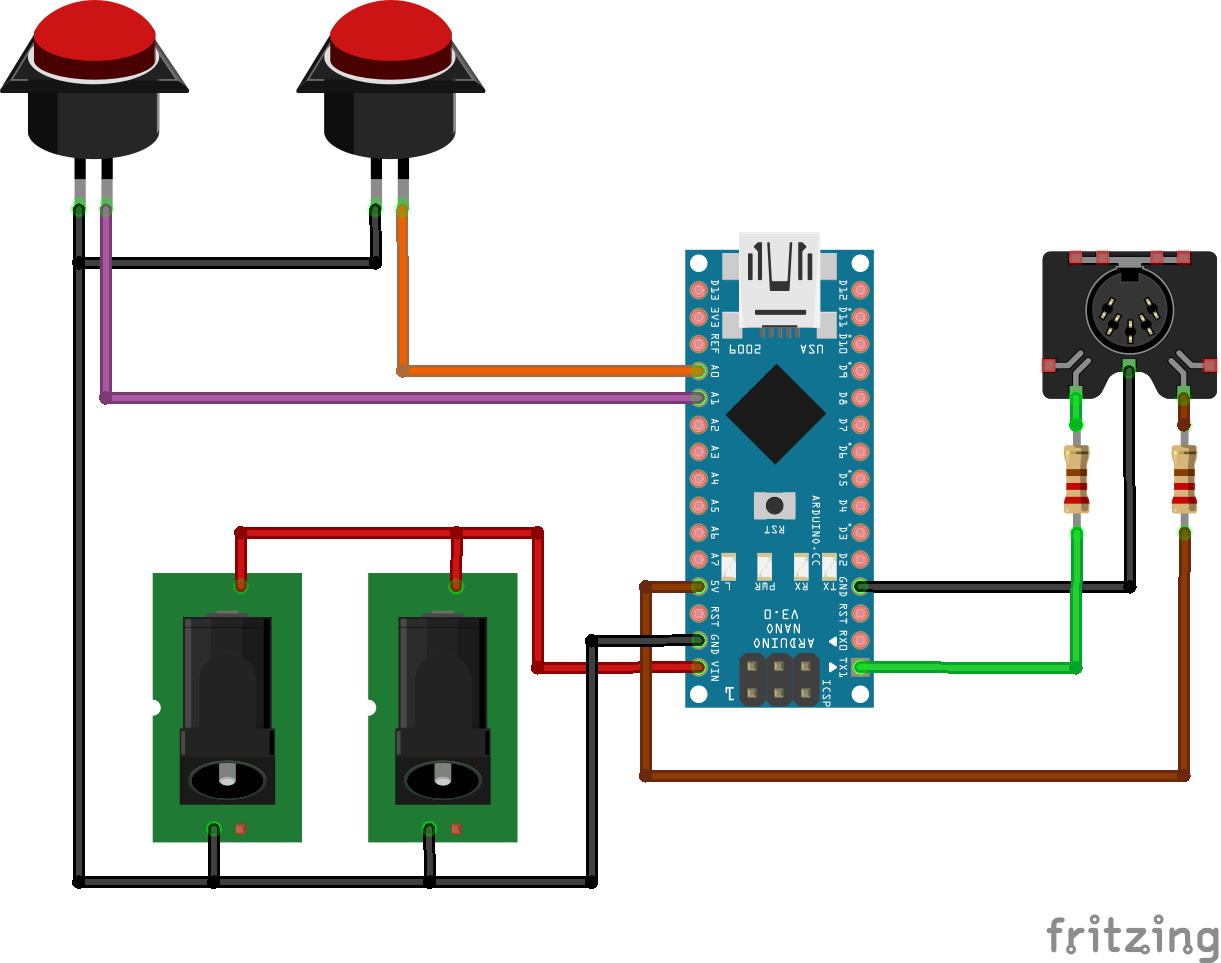 D13
3V3
REF
A0
A1
A2
A3
A4
A5
A6
A7
5V
RST
GND
VIN
USA
2009
D12
D11
D10
D9
D8
D7
D6
D5
D4
D3
D2
GND
RST
RX0
TX1
RST
ARDUINO.CC
TX
RX
PWR
L
ARDUINO
NANO
V3.0
ICSP
1
fritzing